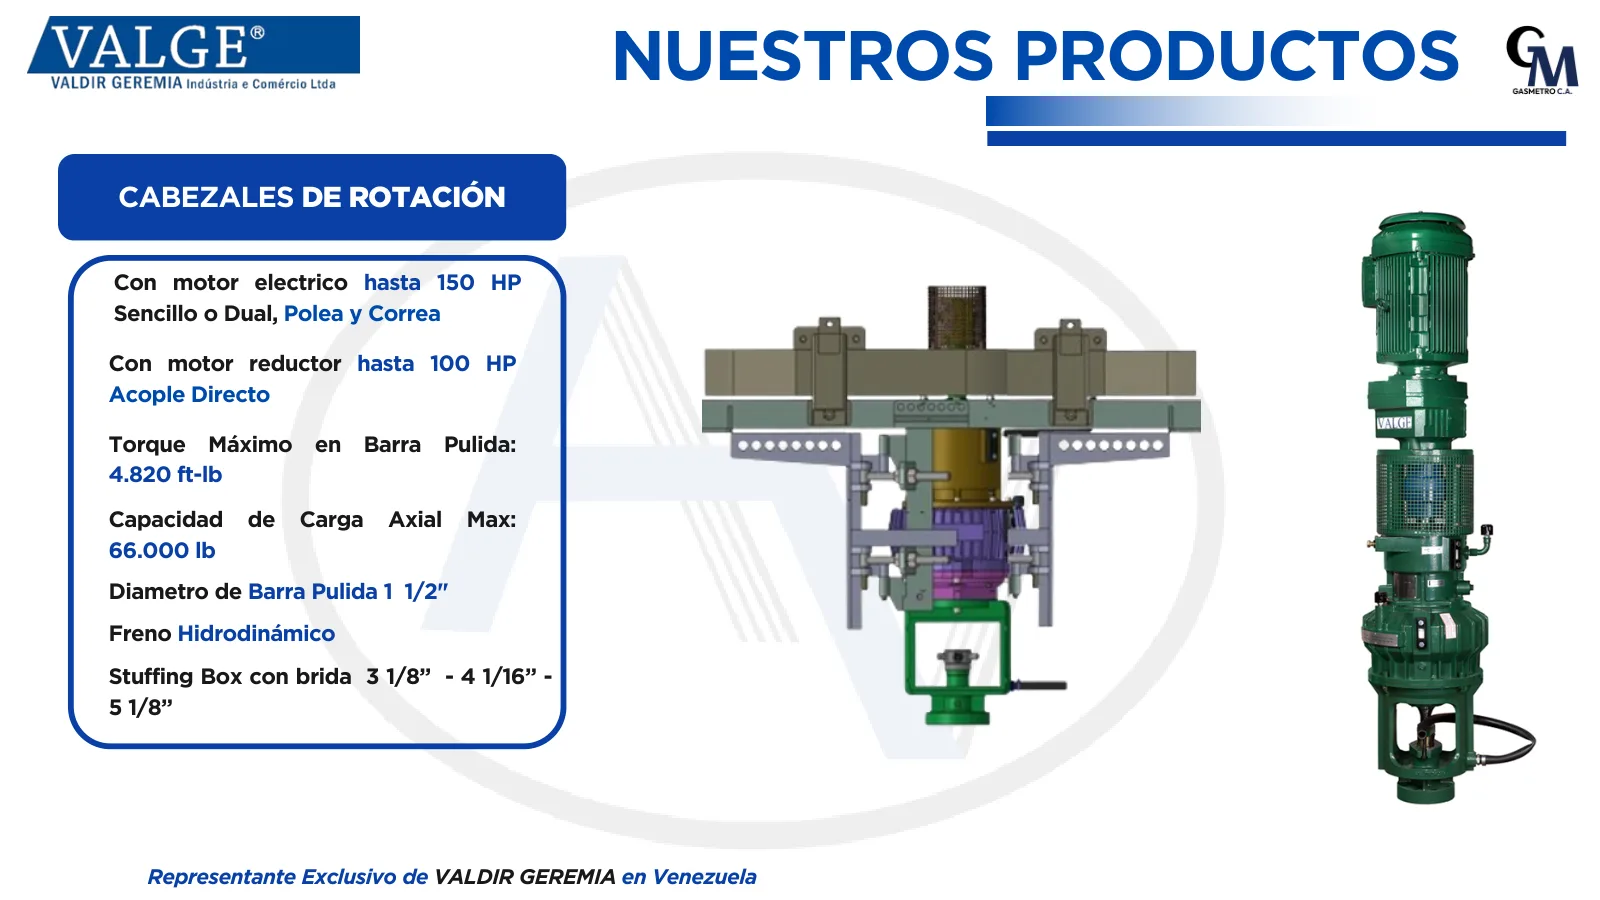 VALGE®
VALDIR GEREMIA Indústria e Comércio Ltda
NUESTROS PRODUCTOS
GM
GASMETRO C.A.
CABEZALES DE ROTACIÓN
Con motor electrico hasta 150 HP
Sencillo o Dual, Polea y Correa
Con motor reductor hasta 100 HP
Acople Directo
Torque Máximo en Barra Pulida:
4.820 ft-lb
Capacidad de Carga Axial Max:
66.000 lb
Diametro de Barra Pulida 1 1/2"
Freno Hidrodinámico
Stuffing Box con brida 3 1/8” - 4 1/16” -
5 1/8”
VALGE
Representante Exclusivo de VALDIR GEREMIA en Venezuela